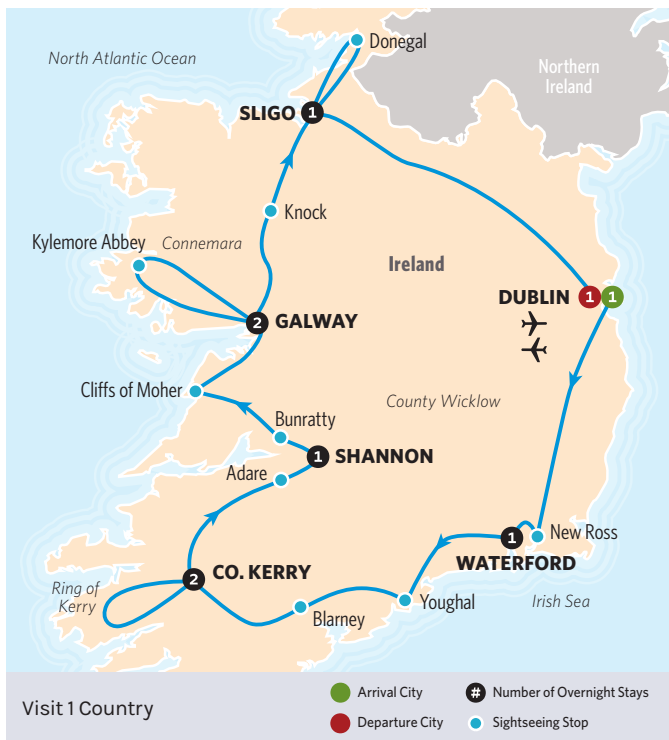 Donegal
North Atlantic Ocean
Northern
Ireland
SLIGO
1
Knock
Kylemore Abbey
Connemara
Ireland
DUBLIN
1
1
2
GALWAY
Cliffs of Moher
County Wicklow
Bunratty
1
SHANNON
Adare
New Ross
1
WATERFORD
2
CO. KERRY
Ring of
Kerry
Youghal
Irish Sea
Blarney
Visit 1 Country
Arrival City
# Number of Overnight Stays
Departure City
Sightseeing Stop